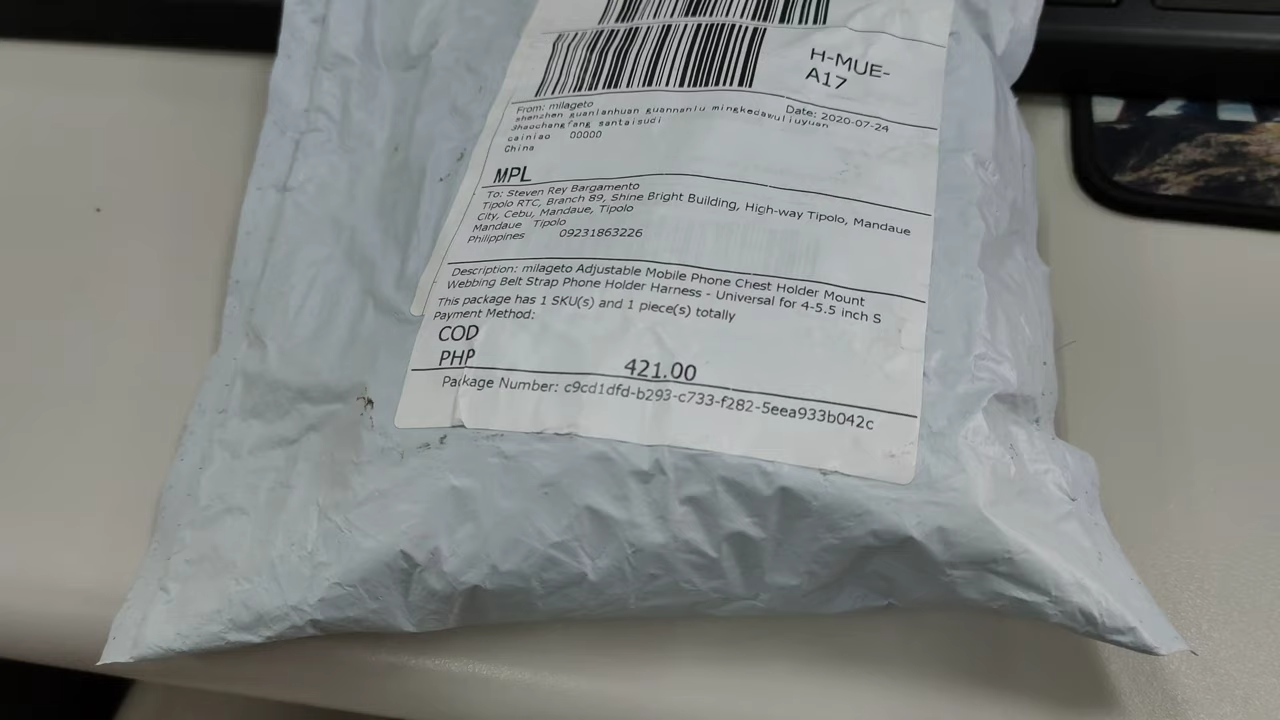 H-MUE-
A17
From: milageto
Date: 2020-07-24
shenzhen guanlanhuan guannanlu mingkedawuliuyuan
3haochangfang santaisudi
cainiao 00000
China
MPL
To: Steven Rey Bargamento
Tipolo RTC, Branch 89, Shine Bright Building, High-way Tipolo, Mandaue
City, Cebu, Mandaue, Tipolo
Mandaue Tipolo
Philippines 09231863226
Description: milageto Adjustable Mobile Phone Chest Holder Mount
Webbing Belt Strap Phone Holder Harness - Universal for 4-5.5 inch S
This package has 1 SKU(s) and 1 piece(s) totally
Payment Method:
COD
PHP 421.00
Package Number: c9cd1dfd-b293-c733-f282-5eea933b042c